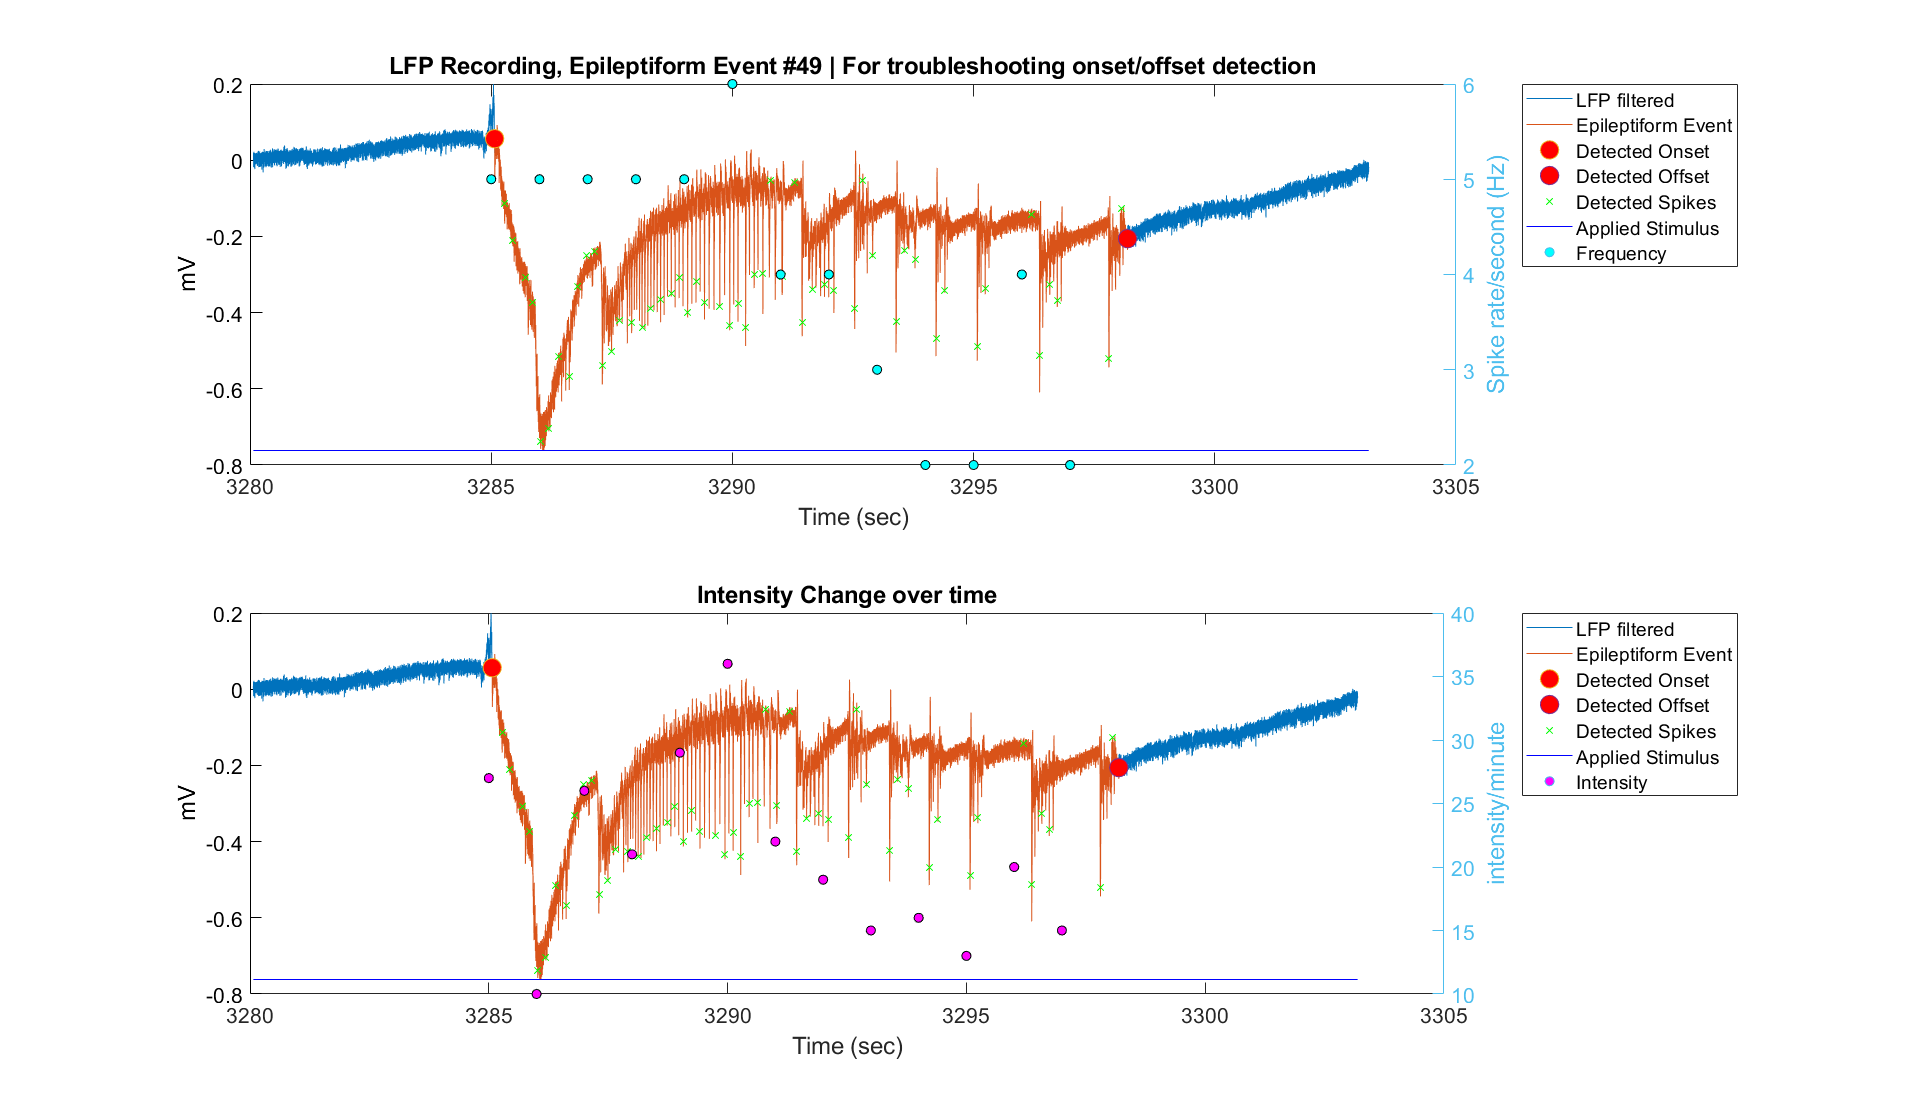 LFP Recording, Epileptiform Event #49 | For troubleshooting onset/offset detection
0.2
0
-0.2
-0.4
-0.6
-0.8
mV
3280
3285
3290
3295
3300
3305
Time (sec)
6
5
4
3
2
Spike rate/second (Hz)
LFP filtered
Epileptiform Event
Detected Onset
Detected Offset
Detected Spikes
Applied Stimulus
Frequency
Intensity Change over time
0.2
0
-0.2
-0.4
-0.6
-0.8
mV
3280
3285
3290
3295
3300
3305
Time (sec)
40
35
30
25
20
15
10
intensity/minute
LFP filtered
Epileptiform Event
Detected Onset
Detected Offset
Detected Spikes
Applied Stimulus
Intensity